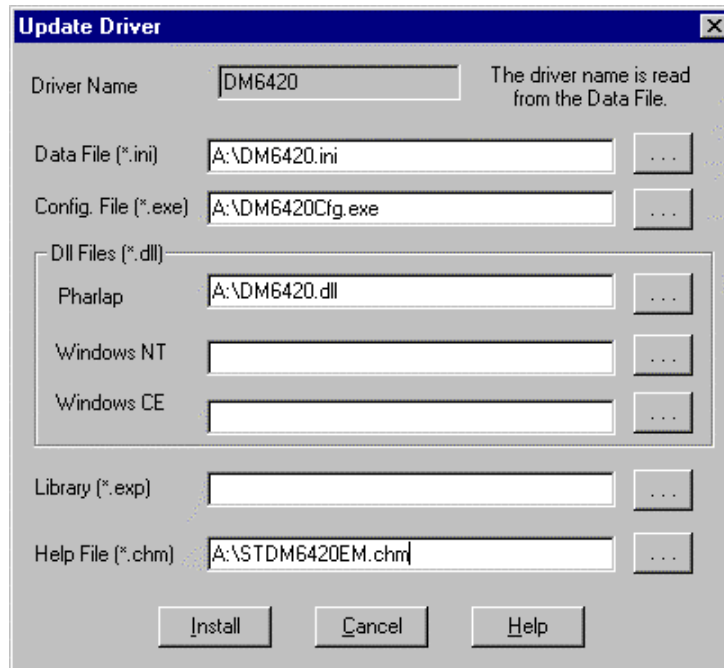 Update Driver
Driver Name DM6420 The driver name is read
from the Data File.
Data File (*.ini) A:\DM6420.ini ...
Config. File (*.exe) A:\DM6420Cfg.exe ...
Dll Files (*.dll)
Pharlap A:\DM6420.dll ...
Windows NT ...
Windows CE ...
Library (*.exp) ...
Help File (*.chm) A:\STDM6420EM.chm ...
Install Cancel Help